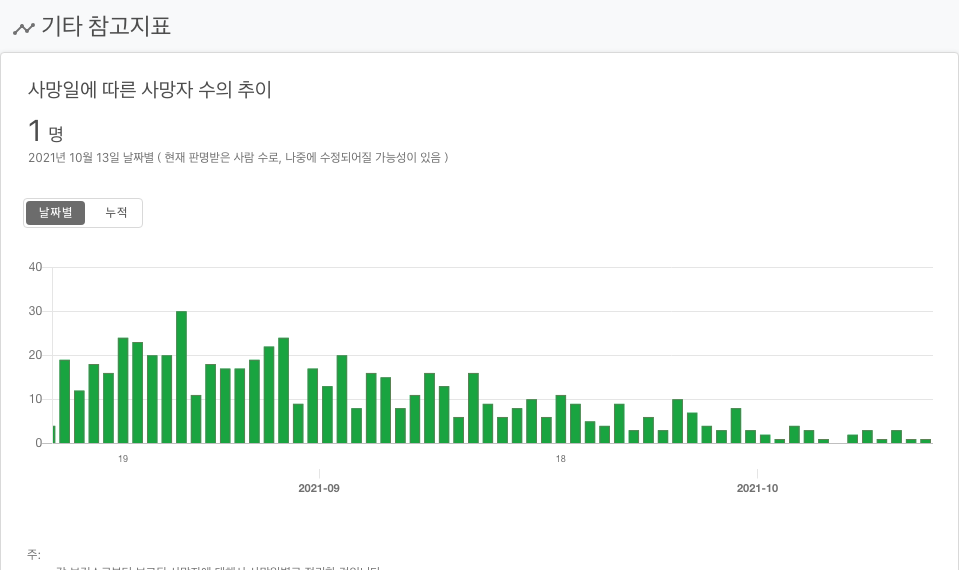 기타 참고지표
사망일에 따른 사망자 수의 추이
1 명
2021년 10월 13일 날짜별 ( 현재 판명받은 사람 수로, 나중에 수정되어질 가능성이 있음 )
날짜별 누적
40
30
20
10
0
19 18
2021-09 2021-10
주: